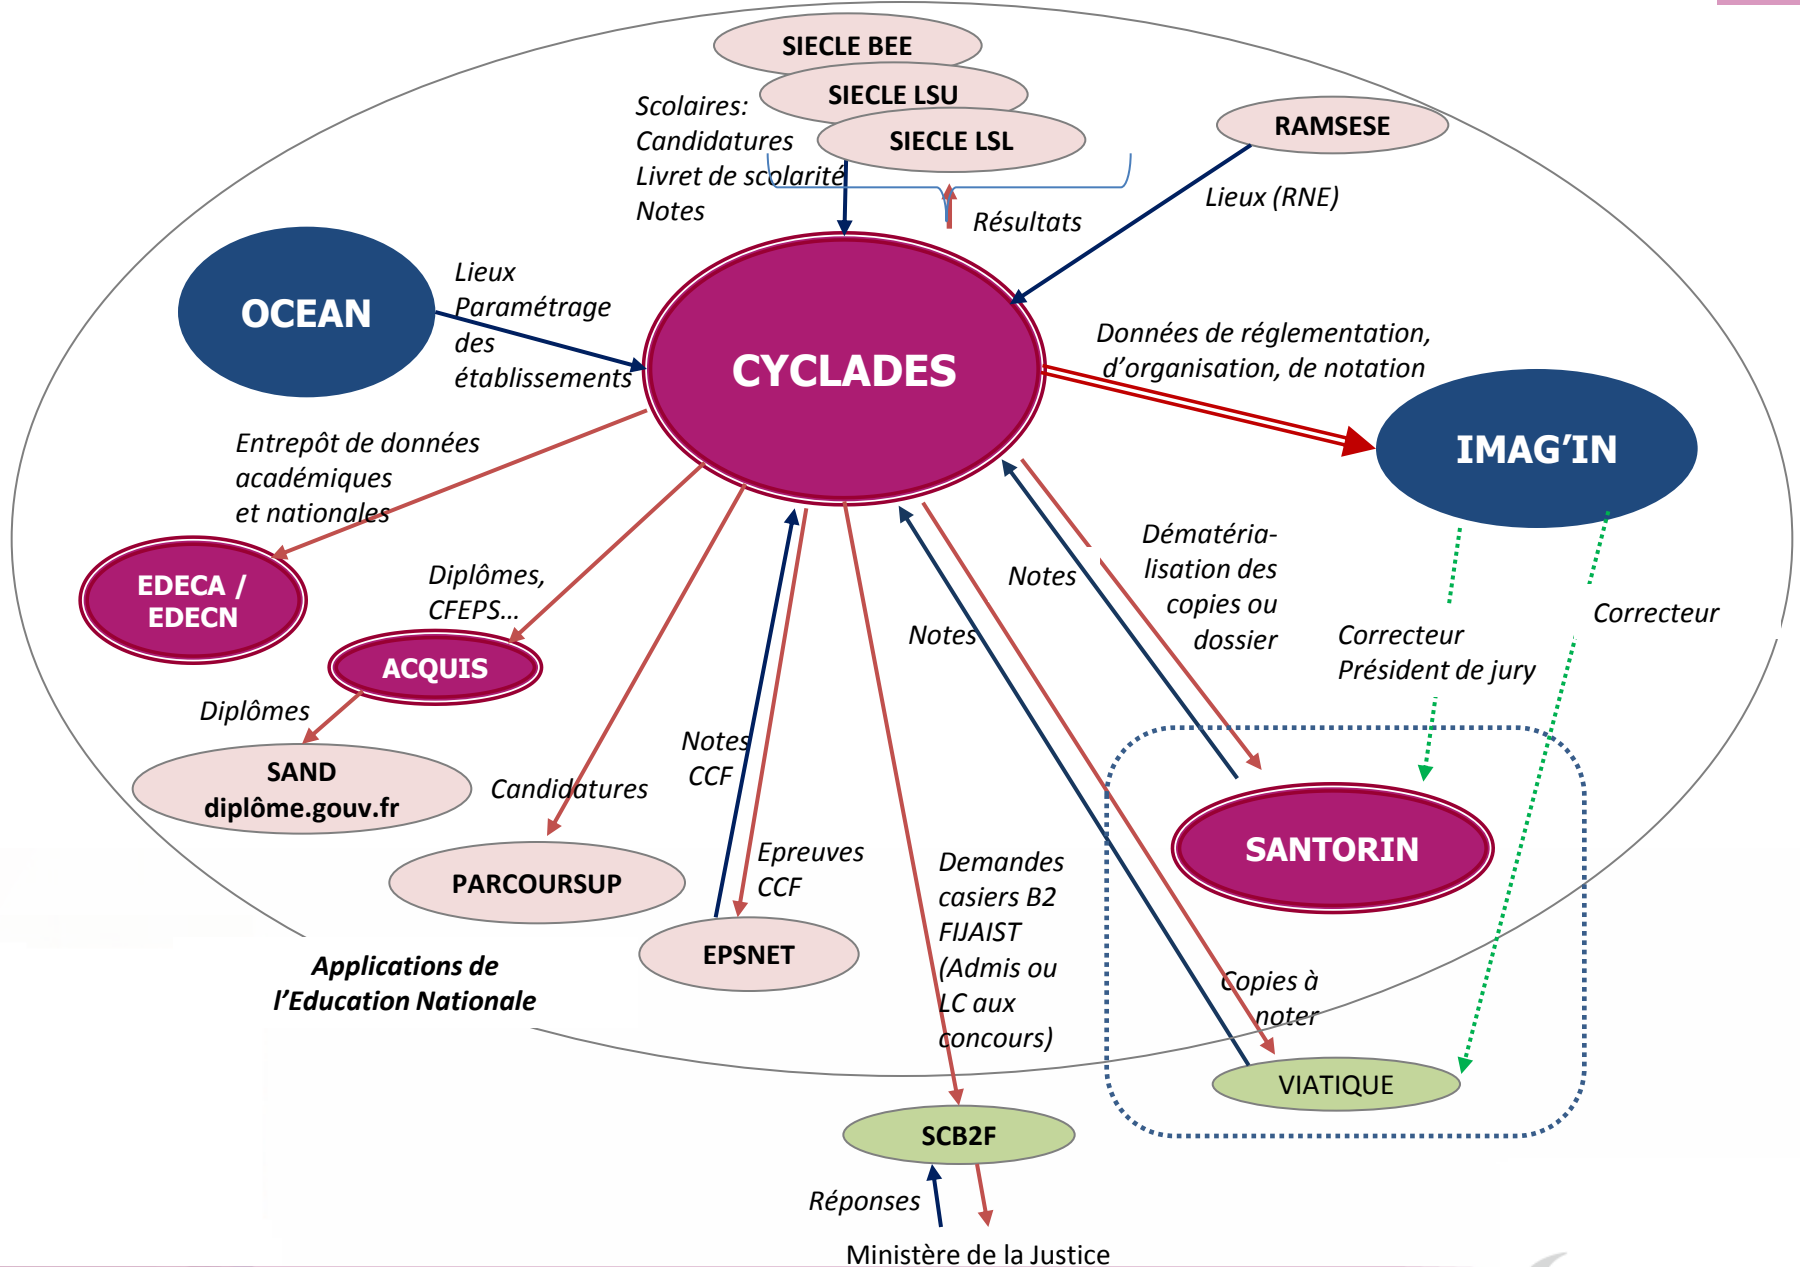 SIECLE BEE
SIECLE LSU
SIECLE LSL
RAMSESE
Scolaires:
Candidatures
Livret de scolarité
Notes
Résultats
Lieux (RNE)
OCEAN
Lieux
Paramétrage
des
établissements
CYCLADES
Données de réglementation,
d’organisation, de notation
IMAG’IN
Entrepôt de données
académiques
et nationales
EDECA /
EDECN
Diplômes,
CFEPS…
ACQUIS
Diplômes
SAND
diplôme.gouv.fr
Candidatures
PARCOURSUP
Notes
CCF
Epreuves
CCF
EPSNET
Notes
Notes
Dématéria-
lisation des
copies ou
dossier
Correcteur
Président de jury
Correcteur
SANTORIN
Demandes
casiers B2
FIJAIST
(Admis ou
LC aux
concours)
Copies à
noter
VIATIQUE
Applications de
l’Education Nationale
SCB2F
Réponses
Ministère de la Justice